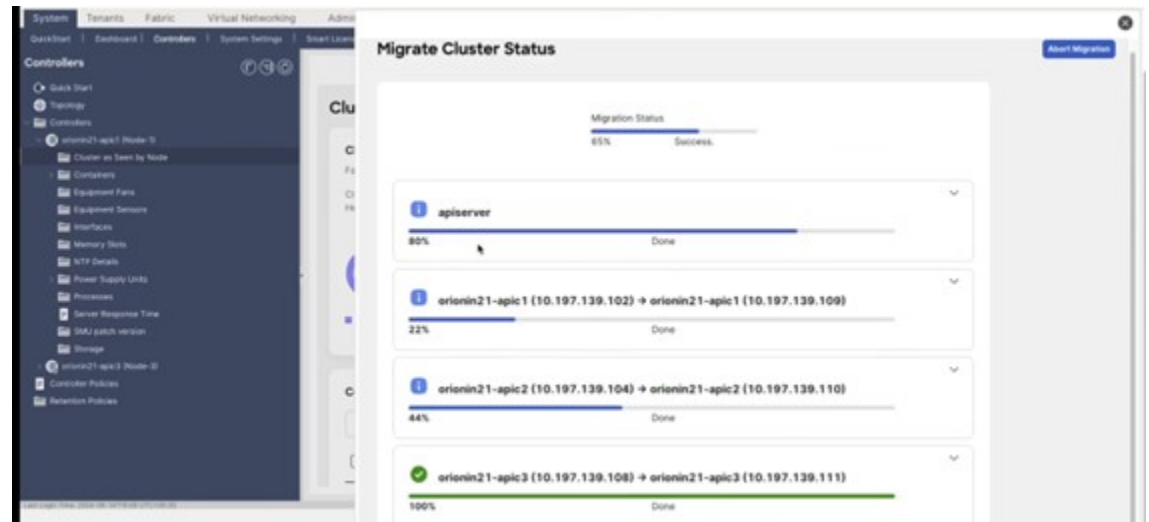 System Tenants Fabric Virtual Networking Admi
QuickStart | Dashboard | Controllers | System Settings | Smart Licens
Controllers
Quick Start
Topology
Controllers
orionin21-apic1 (Node-1)
Cluster as Seen by Node
Containers
Equipment Fans
Equipment Sensors
Interfaces
Memory Slots
NTP Details
Power Supply Units
Processes
Server Response Time
SMU patch version
Storage
orionin21-apic3 (Node-3)
Controller Policies
Retention Policies
Clu
Migrate Cluster Status
Abort Migration
Migration Status
65% Success.
apiserver
80% Done
orionin21-apic1 (10.197.139.102) → orionin21-apic1 (10.197.139.109)
22% Done
orionin21-apic2 (10.197.139.104) → orionin21-apic2 (10.197.139.110)
44% Done
orionin21-apic3 (10.197.139.108) → orionin21-apic3 (10.197.139.111)
100% Done